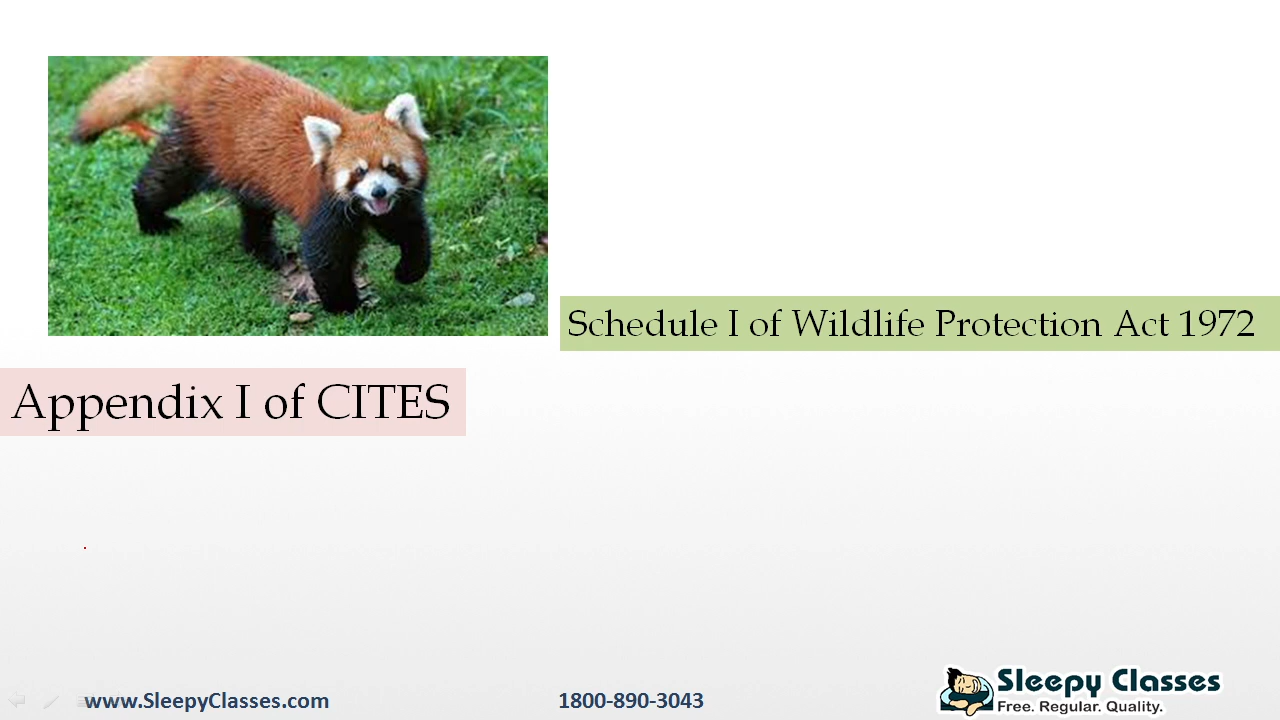 Schedule I of Wildlife Protection Act 1972
Appendix I of CITES
www.SleepyClasses.com
1800-890-3043
Sleepy Classes
Free. Regular. Quality.